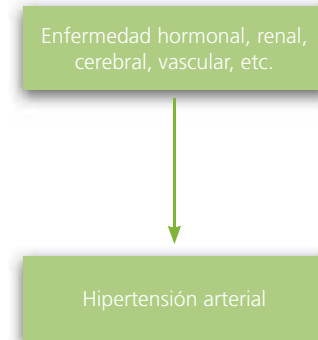 Enfermedad hormonal, renal,
cerebral, vascular, etc.
Hipertensión arterial